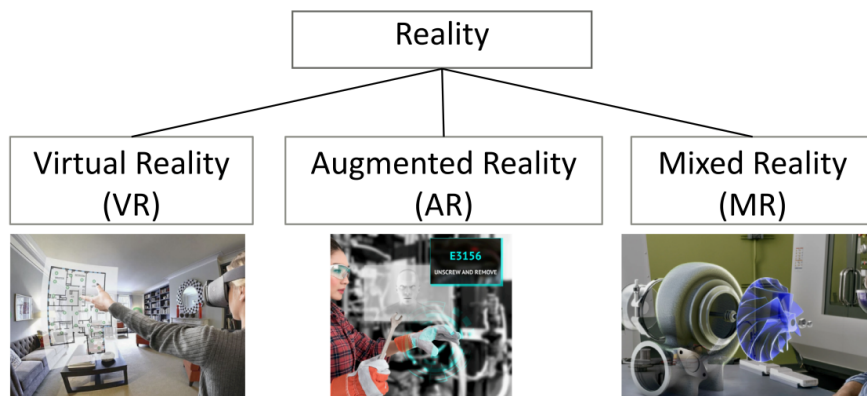 Reality
Virtual Reality
(VR)
Augmented Reality
(AR)
Mixed Reality
(MR)
E3156
UNSCREW AND REMOVE